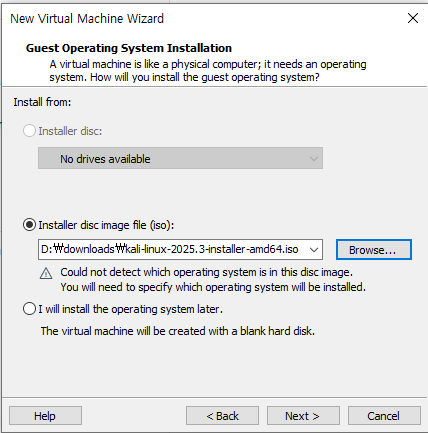 New Virtual Machine Wizard
Guest Operating System Installation
A virtual machine is like a physical computer; it needs an operating
system. How will you install the guest operating system?
Install from:
Installer disc:
No drives available
Installer disc image file (iso):
D:₩downloads₩kali-linux-2025.3-installer-amd64.iso
Browse...
Could not detect which operating system is in this disc image.
You will need to specify which operating system will be installed.
I will install the operating system later.
The virtual machine will be created with a blank hard disk.
Help
< Back
Next >
Cancel